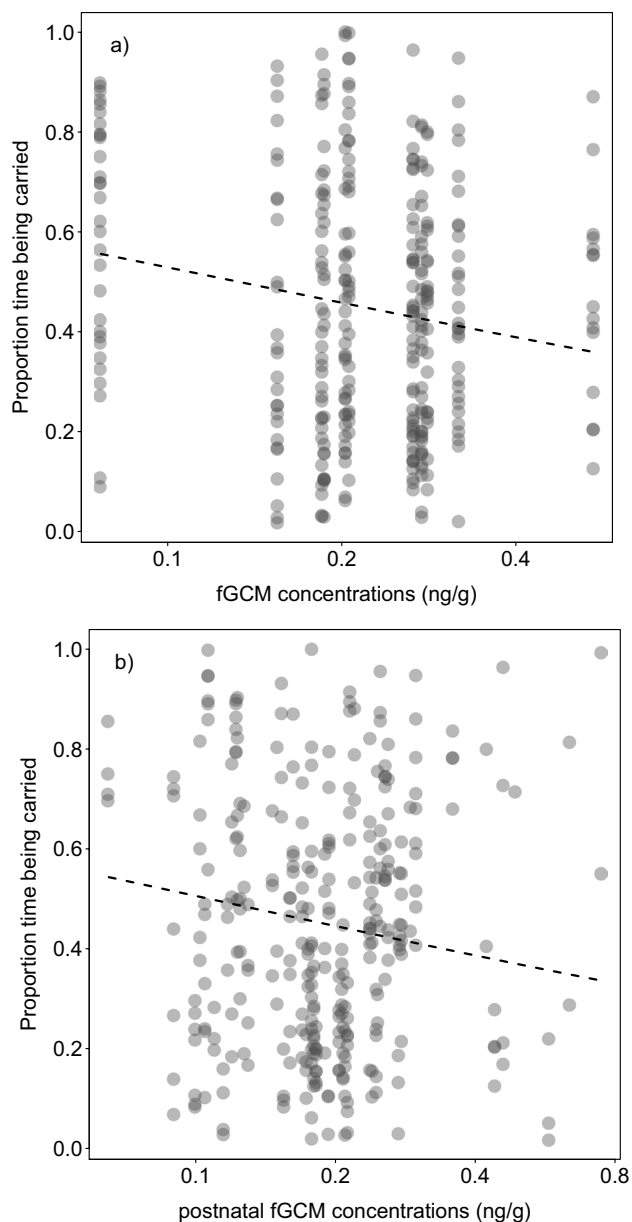 a)
Proportion time being carried
1.0
0.8
0.6
0.4
0.2
0.0
0.1 0.2 0.4
fGCM concentrations (ng/g)
b)
Proportion time being carried
1.0
0.8
0.6
0.4
0.2
0.0
0.1 0.2 0.4 0.8
postnatal fGCM concentrations (ng/g)